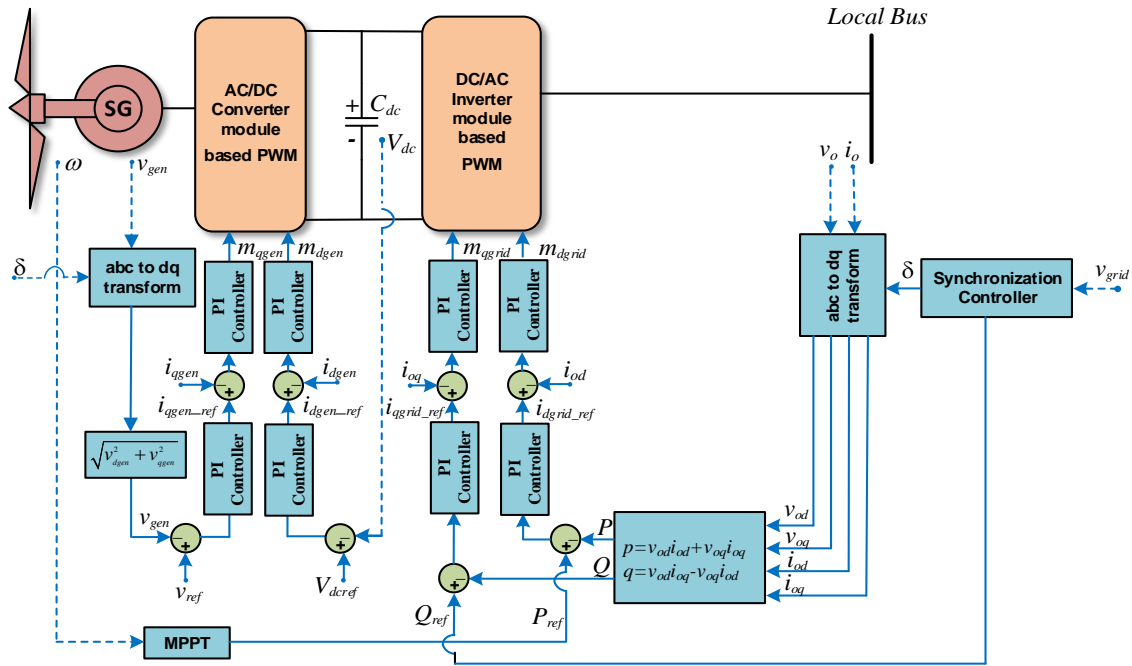 Local Bus
SG
AC/DC
Converter
module
based PWM
+
-
C_dc
V_dc
DC/AC
Inverter
module
based
PWM
ω
v_gen
v_o
i_o
δ
abc to dq
transform
m_qgen
m_dgen
m_qgrid
m_dgrid
PI
Controller
PI
Controller
PI
Controller
PI
Controller
abc to dq
transform
δ
Synchronization
Controller
v_grid
i_qgen
i_dgen
i_oq
i_od
-
+
-
+
-
+
-
+
i_qgen_ref
i_dgen_ref
i_qgrid_ref
i_dgrid_ref
√v²_dgen + v²_qgen
PI
Controller
PI
Controller
PI
Controller
PI
Controller
v_gen
-
+
v_ref
-
+
V_dcref
P
-
+
Q
-
+
p=v_od i_od+v_oq i_oq
q=v_od i_oq-v_oq i_od
v_od
v_oq
i_od
i_oq
Q_ref
P_ref
MPPT